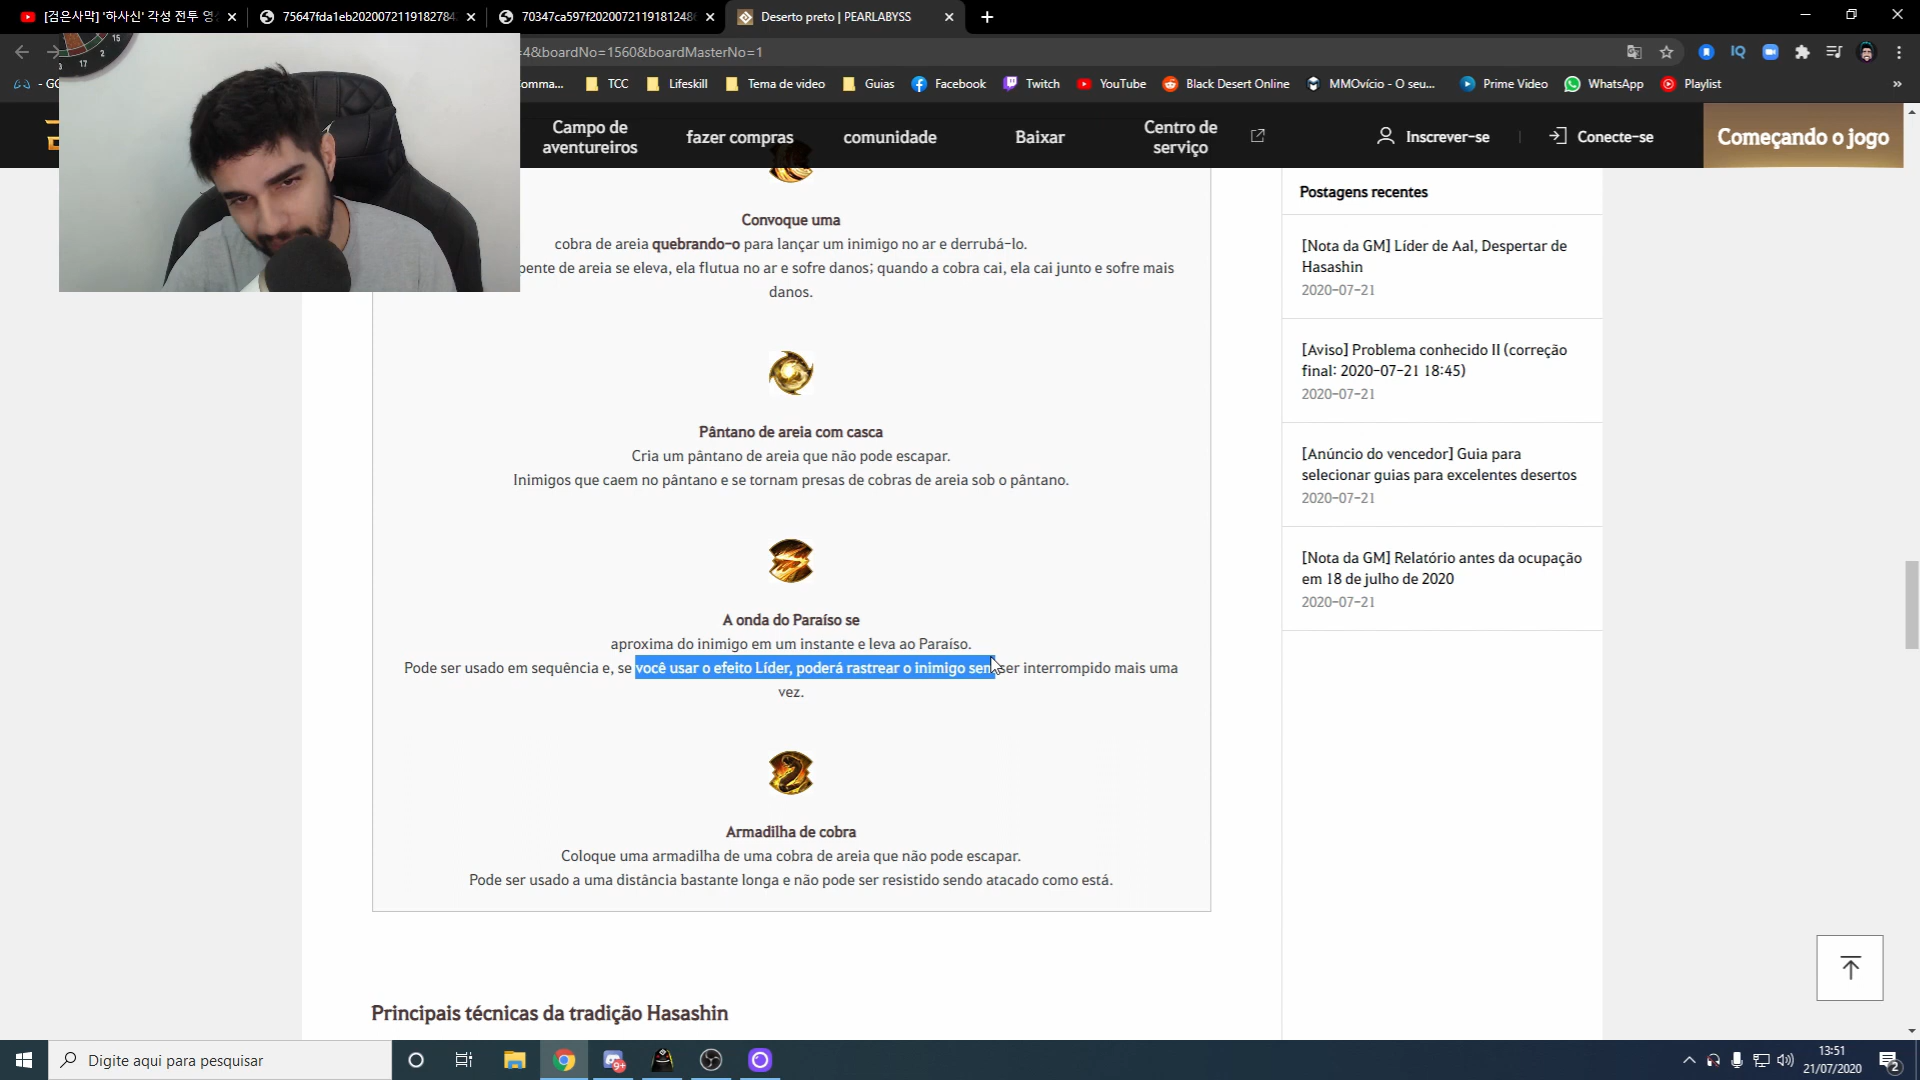 [검은사막] '하사신' 각성 전투 영
75647fda1eb20200721191827842
70347ca597f20200721191812486
Deserto preto | PEARLABYSS
=4&boardNo=1560&boardMasterNo=1
TCC
Lifeskill
Tema de video
Guias
Facebook
Twitch
YouTube
Black Desert Online
MMOvício - O seu...
Prime Video
WhatsApp
Playlist
Campo de
aventureiros
fazer compras
comunidade
Baixar
Centro de
serviço
Inscrever-se
Conecte-se
Começando o jogo
15
2
17
3
Convoque uma
cobra de areia quebrando-o para lançar um inimigo no ar e derrubá-lo.
pente de areia se eleva, ela flutua no ar e sofre danos; quando a cobra cai, ela cai junto e sofre mais
danos.
Pântano de areia com casca
Cria um pântano de areia que não pode escapar.
Inimigos que caem no pântano e se tornam presas de cobras de areia sob o pântano.
A onda do Paraíso se
aproxima do inimigo em um instante e leva ao Paraíso.
Pode ser usado em sequência e, se você usar o efeito Líder, poderá rastrear o inimigo sem ser interrompido mais uma
vez.
Armadilha de cobra
Coloque uma armadilha de uma cobra de areia que não pode escapar.
Pode ser usado a uma distância bastante longa e não pode ser resistido sendo atacado como está.
Principais técnicas da tradição Hasashin
Postagens recentes
[Nota da GM] Líder de Aal, Despertar de
Hasashin
2020-07-21
[Aviso] Problema conhecido II (correção
final: 2020-07-21 18:45)
2020-07-21
[Anúncio do vencedor] Guia para
selecionar guias para excelentes desertos
2020-07-21
[Nota da GM] Relatório antes da ocupação
em 18 de julho de 2020
2020-07-21
Digite aqui para pesquisar
9+
13:51
21/07/2020
2